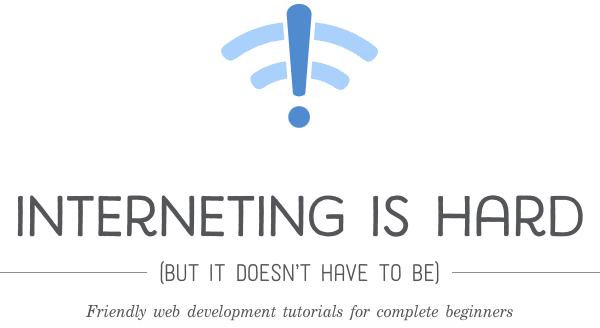 INTERNETING IS HARD
(BUT IT DOESN'T HAVE TO BE)
Friendly web development tutorials for complete beginners